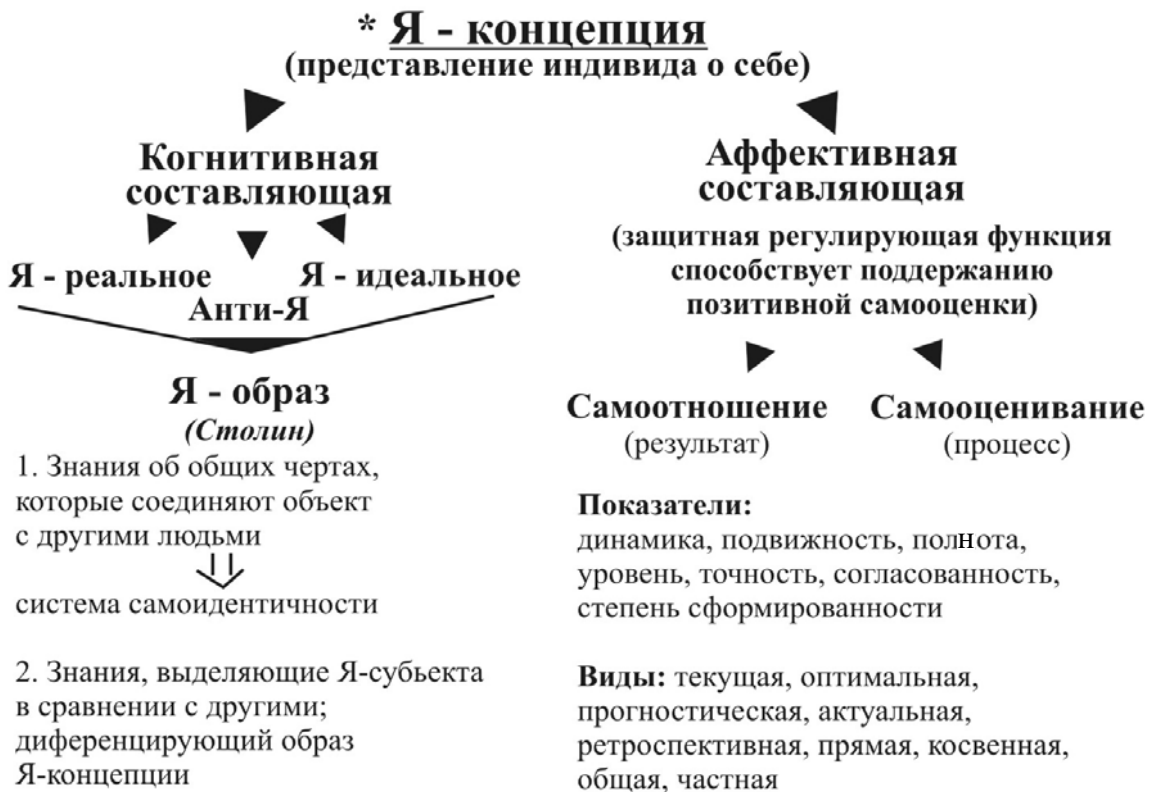 * Я - концепция
(представление индивида о себе)
Когнитивная
составляющая
Я - реальное
Я - идеальное
Анти-Я
Я - образ
(Столин)
1. Знания об общих чертах,
которые соединяют объект
с другими людьми
система самоидентичности
2. Знания, выделяющие Я-субьекта
в сравнении с другими;
диференцирующий образ
Я-концепции
Аффективная
составляющая
(защитная регулирующая функция
способствует поддержанию
позитивной самооценки)
Самоотношение
(результат)
Самооценивание
(процесс)
Показатели:
динамика, подвижность, полнота,
уровень, точность, согласованность,
степень сформированности
Виды: текущая, оптимальная,
прогностическая, актуальная,
ретроспективная, прямая, косвенная,
общая, частная